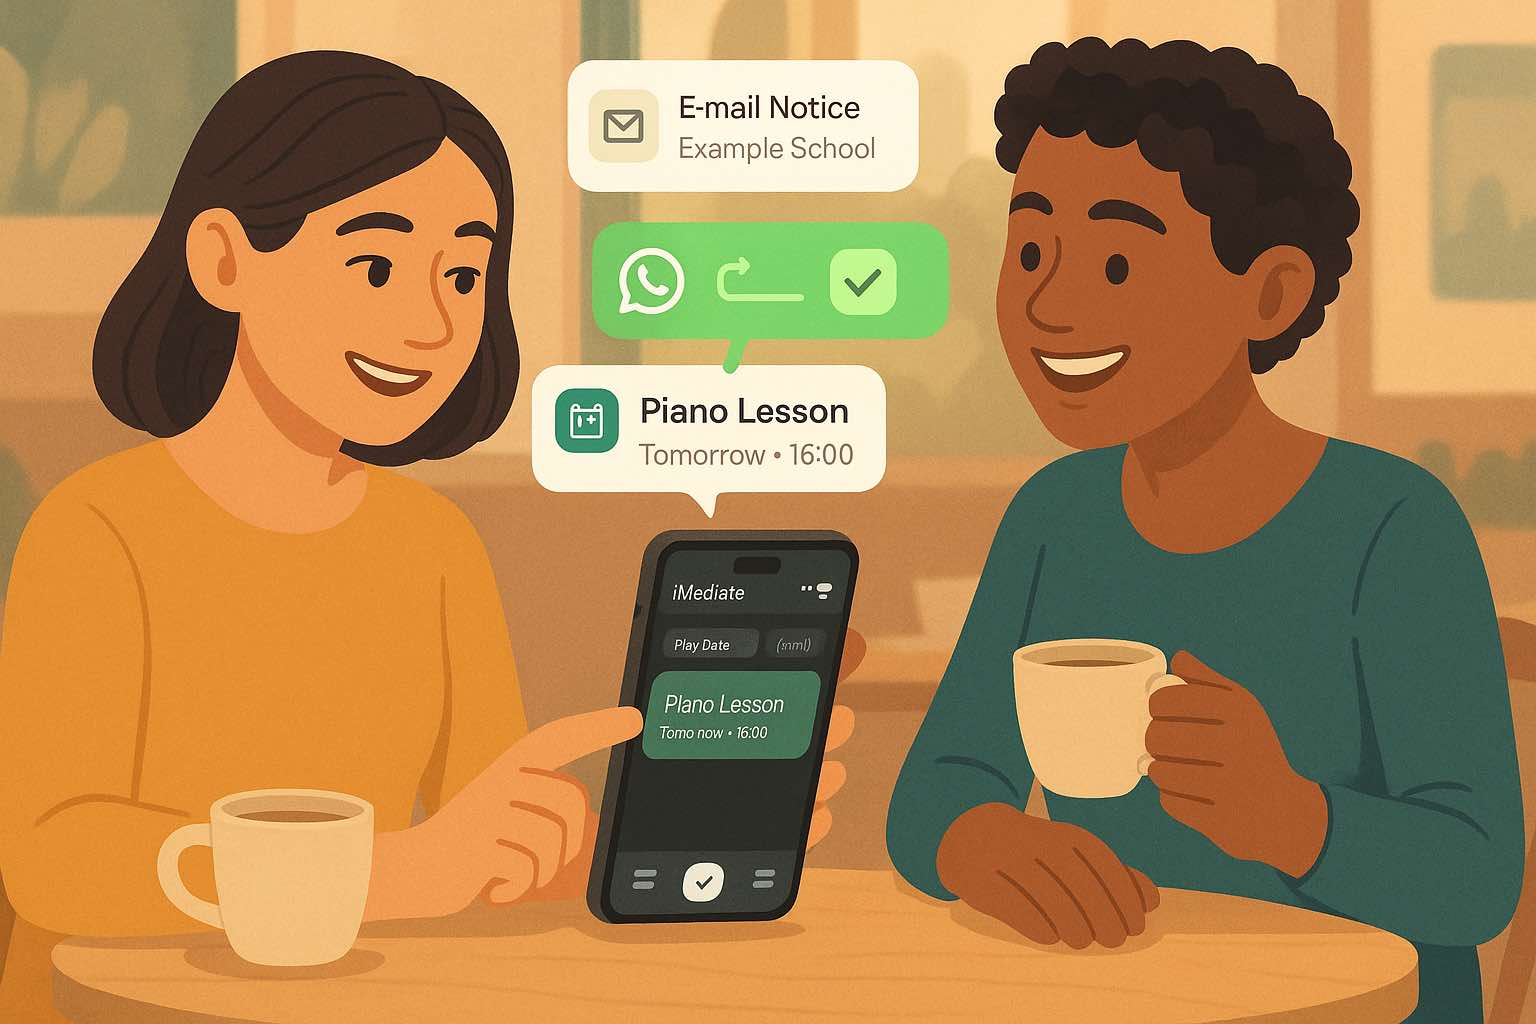 E-mail Notice
Example School
Piano Lesson
Tomorrow • 16:00
iMediate
Play Date
Plano Lesson
Tomo now • 16:00